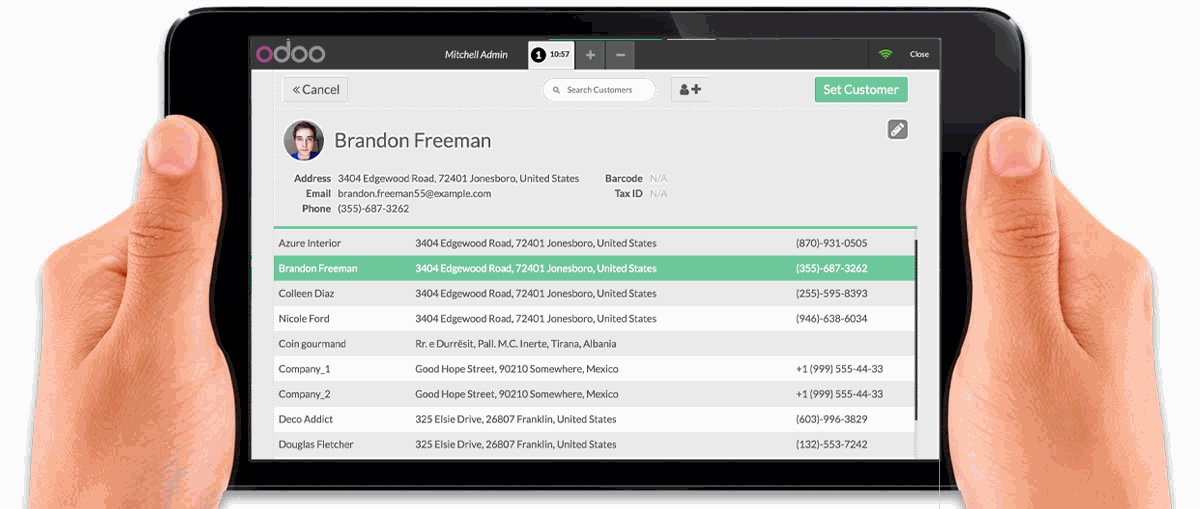 odoo
Mitchell Admin
1 10:57
+
−
Close
« Cancel
Search Customers
+
Set Customer
Brandon Freeman
Address 3404 Edgewood Road, 72401 Jonesboro, United States Barcode N/A
Email brandon.freeman55@example.com Tax ID N/A
Phone (355)-687-3262
Azure Interior 3404 Edgewood Road, 72401 Jonesboro, United States (870)-931-0505
Brandon Freeman 3404 Edgewood Road, 72401 Jonesboro, United States (355)-687-3262
Colleen Diaz 3404 Edgewood Road, 72401 Jonesboro, United States (255)-595-8393
Nicole Ford 3404 Edgewood Road, 72401 Jonesboro, United States (946)-638-6034
Coin gourmand Rr. e Durrësit, Pall. M.C. Inerte, Tirana, Albania
Company_1 Good Hope Street, 90210 Somewhere, Mexico +1 (999) 555-44-33
Company_2 Good Hope Street, 90210 Somewhere, Mexico +1 (999) 555-44-33
Deco Addict 325 Elsie Drive, 26807 Franklin, United States (603)-996-3829
Douglas Fletcher 325 Elsie Drive, 26807 Franklin, United States (132)-553-7242